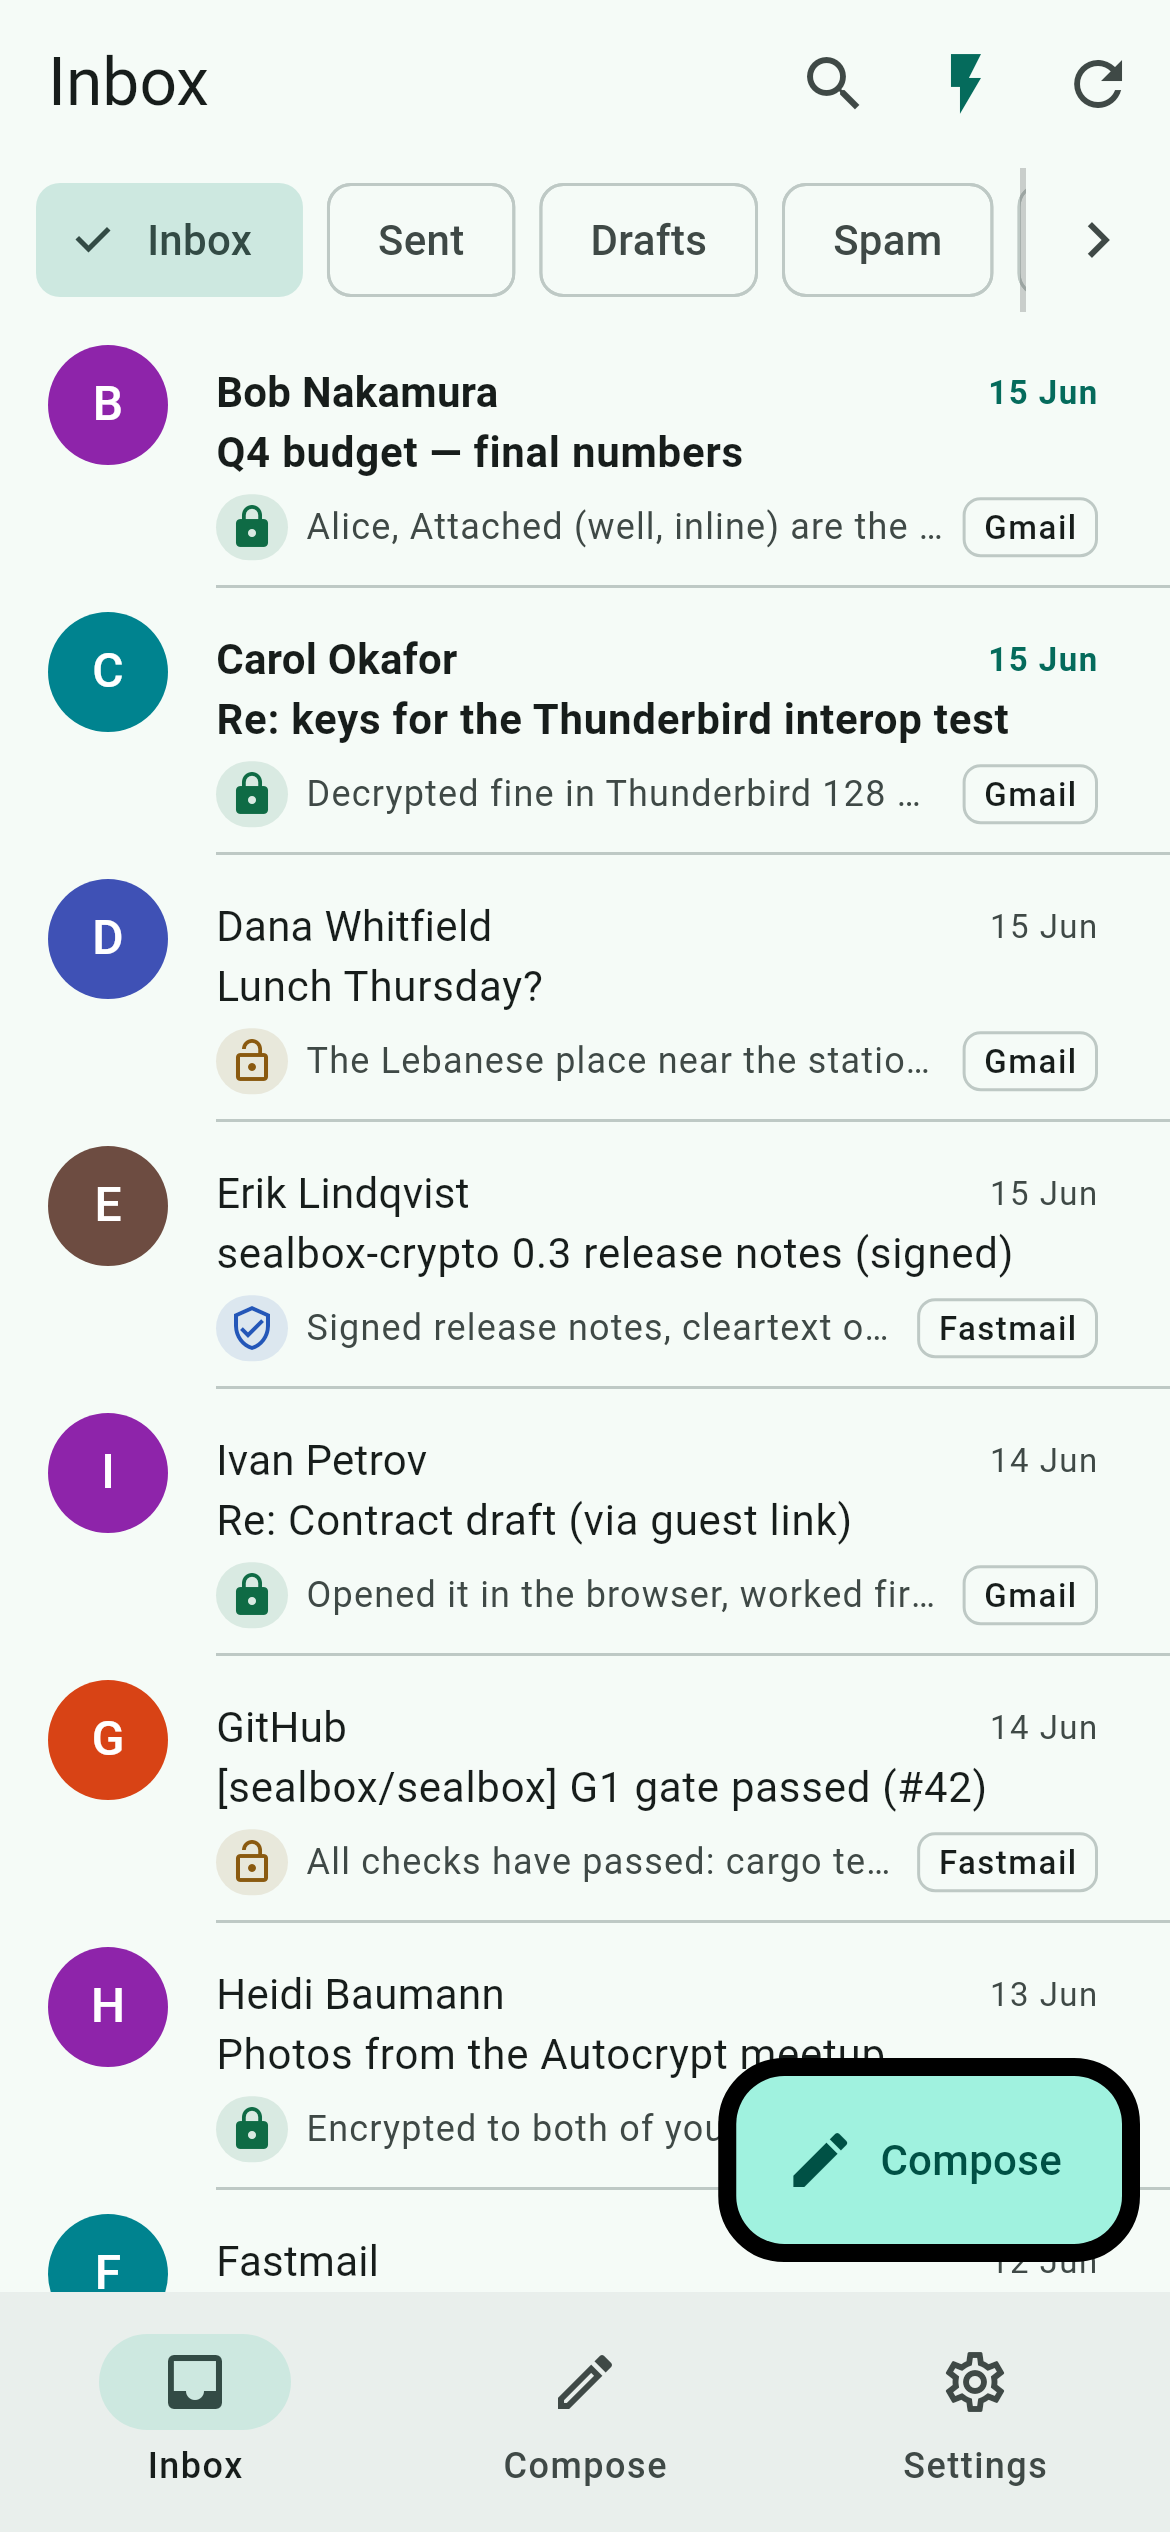 Inbox
Inbox
Sent
Drafts
Spam
B
Bob Nakamura
15 Jun
Q4 budget — final numbers
Alice, Attached (well, inline) are the …
Gmail
C
Carol Okafor
15 Jun
Re: keys for the Thunderbird interop test
Decrypted fine in Thunderbird 128 …
Gmail
D
Dana Whitfield
15 Jun
Lunch Thursday?
The Lebanese place near the statio…
Gmail
E
Erik Lindqvist
15 Jun
sealbox-crypto 0.3 release notes (signed)
Signed release notes, cleartext o…
Fastmail
I
Ivan Petrov
14 Jun
Re: Contract draft (via guest link)
Opened it in the browser, worked fir…
Gmail
G
GitHub
14 Jun
[sealbox/sealbox] G1 gate passed (#42)
All checks have passed: cargo te…
Fastmail
H
Heidi Baumann
13 Jun
Photos from the Autocrypt meetup
Encrypted to both of you
Compose
F
Fastmail
12 Jun
Inbox
Compose
Settings